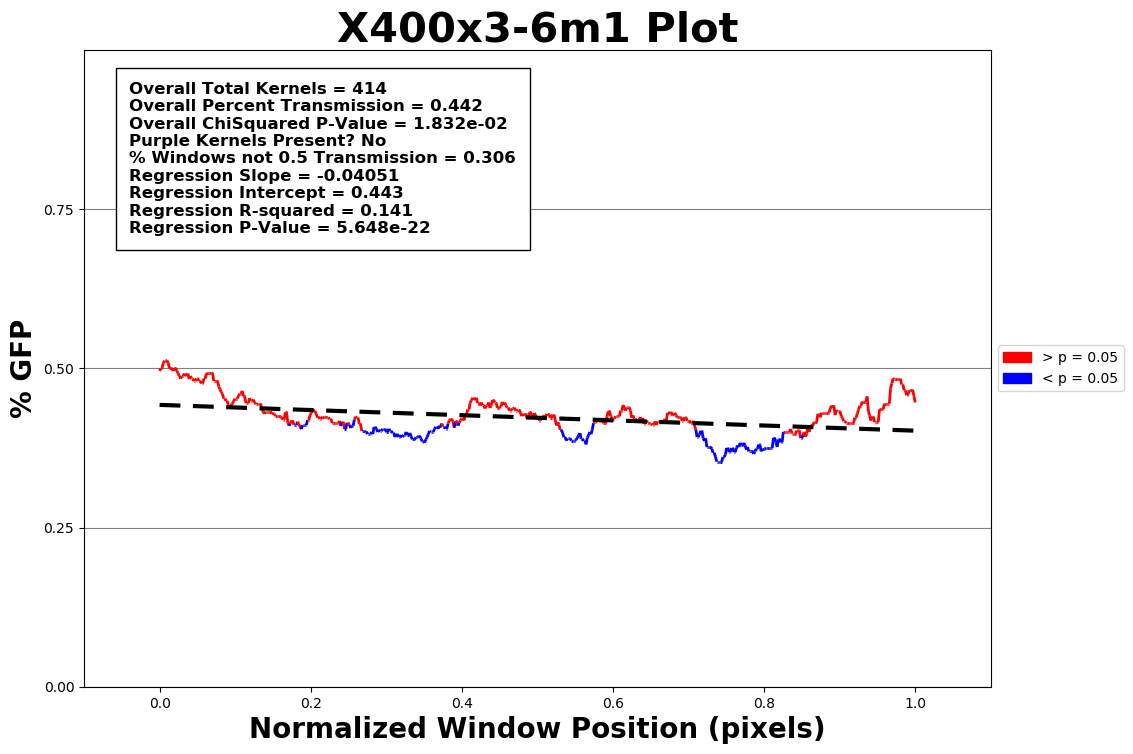 X400x3-6m1 Plot
Overall Total Kernels = 414
Overall Percent Transmission = 0.442
Overall ChiSquared P-Value = 1.832e-02
Purple Kernels Present? No
% Windows not 0.5 Transmission = 0.306
Regression Slope = -0.04051
Regression Intercept = 0.443
Regression R-squared = 0.141
Regression P-Value = 5.648e-22
0.75
0.50
0.25
0.00
% GFP
> p = 0.05
< p = 0.05
0.0 0.2 0.4 0.6 0.8 1.0
Normalized Window Position (pixels)